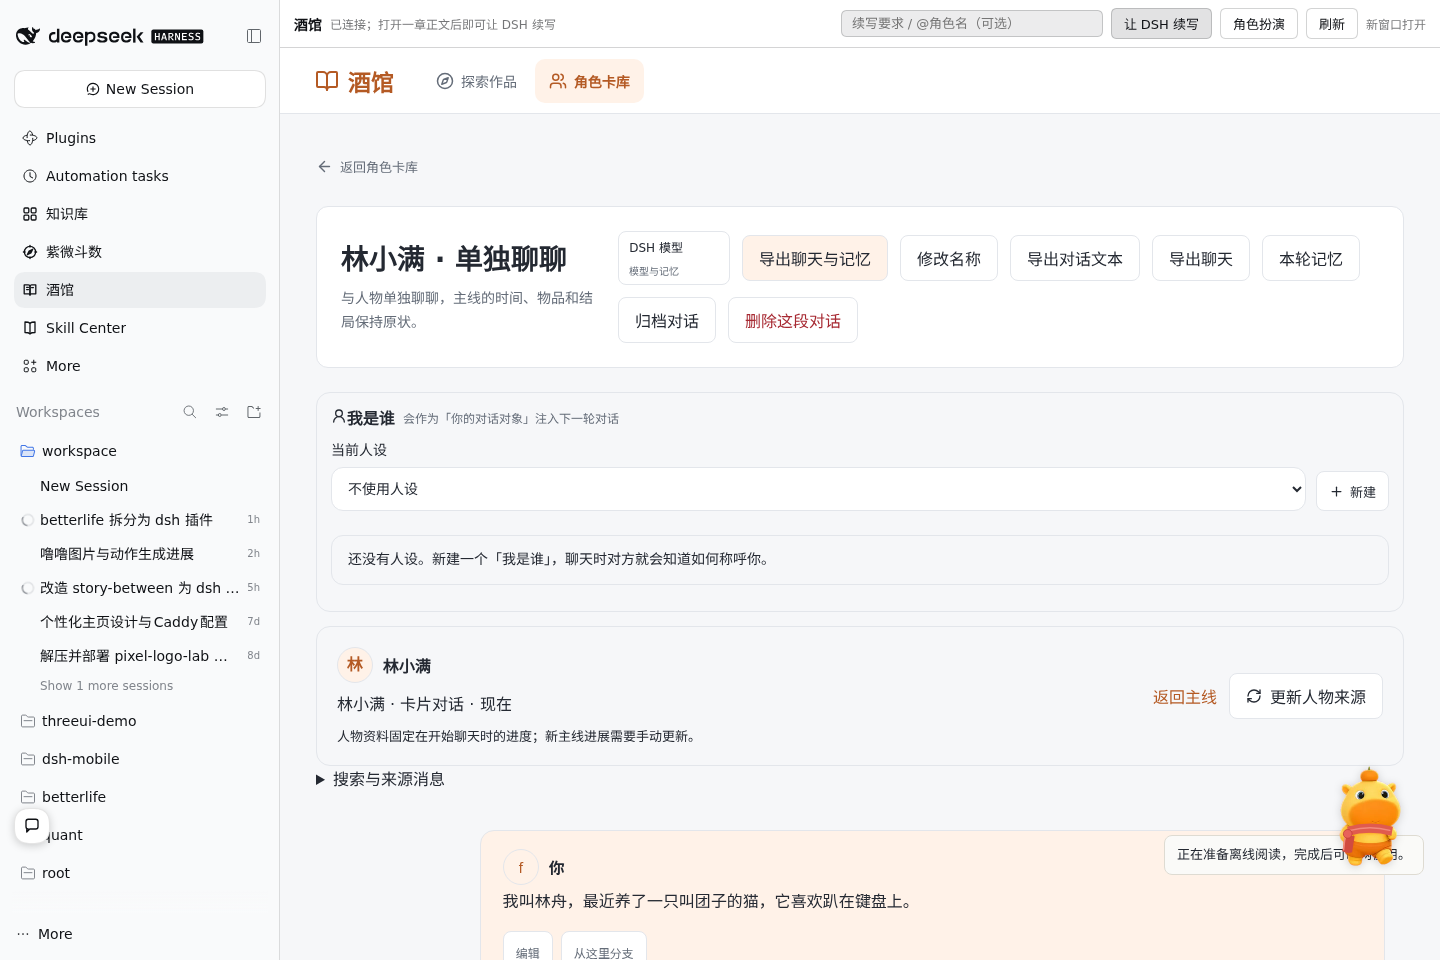 deepseek HARNESS
New Session
Plugins
Automation tasks
知识库
紫微斗数
酒馆
Skill Center
More
Workspaces
workspace
New Session
betterlife 拆分为 dsh 插件 1h
噜噜图片与动作生成进展 2h
改造 story-between 为 dsh ... 5h
个性化主页设计与Caddy配置 7d
解压并部署 pixel-logo-lab ... 8d
Show 1 more sessions
threeui-demo
dsh-mobile
betterlife
quant
root
More
酒馆 已连接；打开一章正文后即可让 DSH 续写
续写要求 / @角色名（可选）
让 DSH 续写
角色扮演
刷新
新窗口打开
酒馆
探索作品
角色卡库
返回角色卡库
林小满 · 单独聊聊
与人物单独聊聊，主线的时间、物品和结
局保持原状。
DSH 模型
模型与记忆
导出聊天与记忆
修改名称
导出对话文本
导出聊天
本轮记忆
归档对话
删除这段对话
我是谁 会作为「你的对话对象」注入下一轮对话
当前人设
不使用人设
新建
还没有人设。新建一个「我是谁」，聊天时对方就会知道如何称呼你。
林 林小满
林小满 · 卡片对话 · 现在
人物资料固定在开始聊天时的进度；新主线进展需要手动更新。
返回主线
更新人物来源
搜索与来源消息
f 你
我叫林舟，最近养了一只叫团子的猫，它喜欢趴在键盘上。
编辑
从这里分支
正在准备离线阅读，完成后可